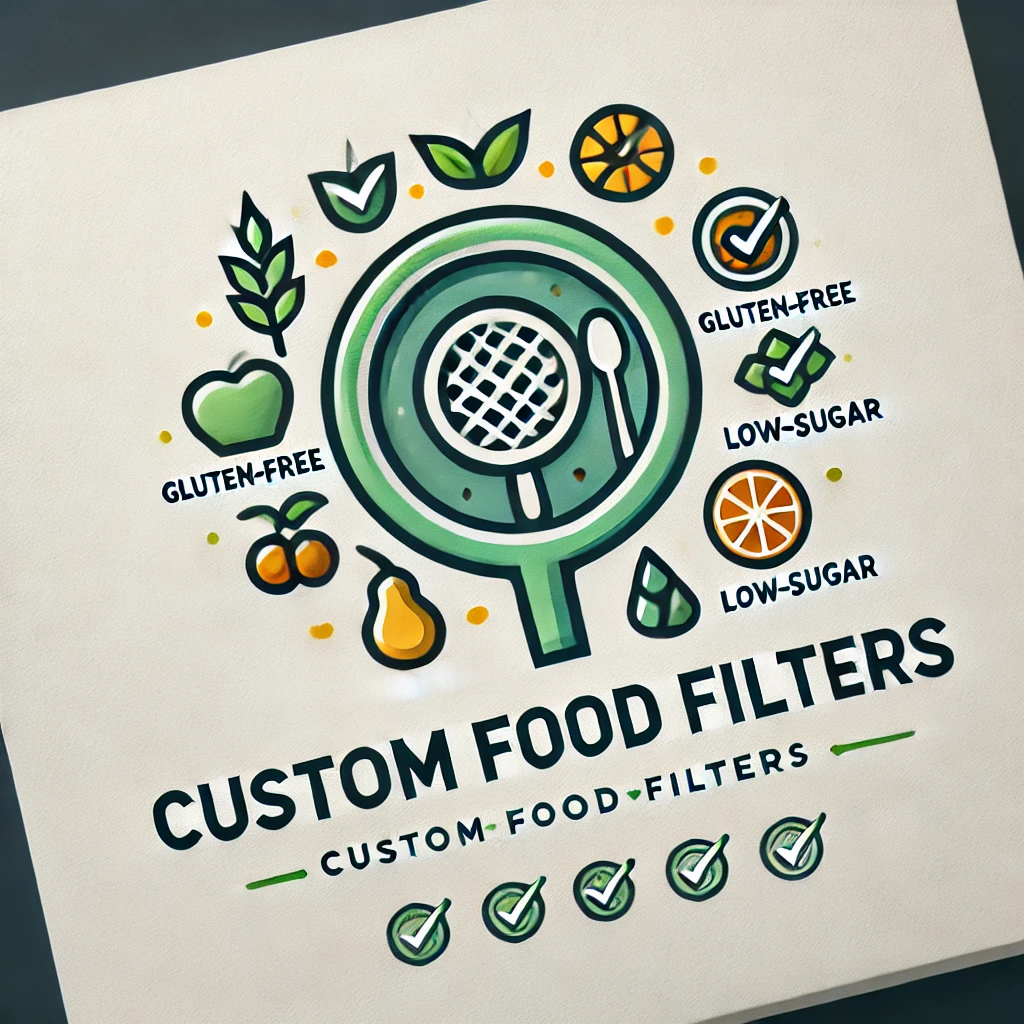 GLUTEN-FREE
LOW-SUGAR
GLUTEN-FREE
LOW-SUGAR
CUSTOM FOOD FILTERS
CUSTOM FOOD FILTERS